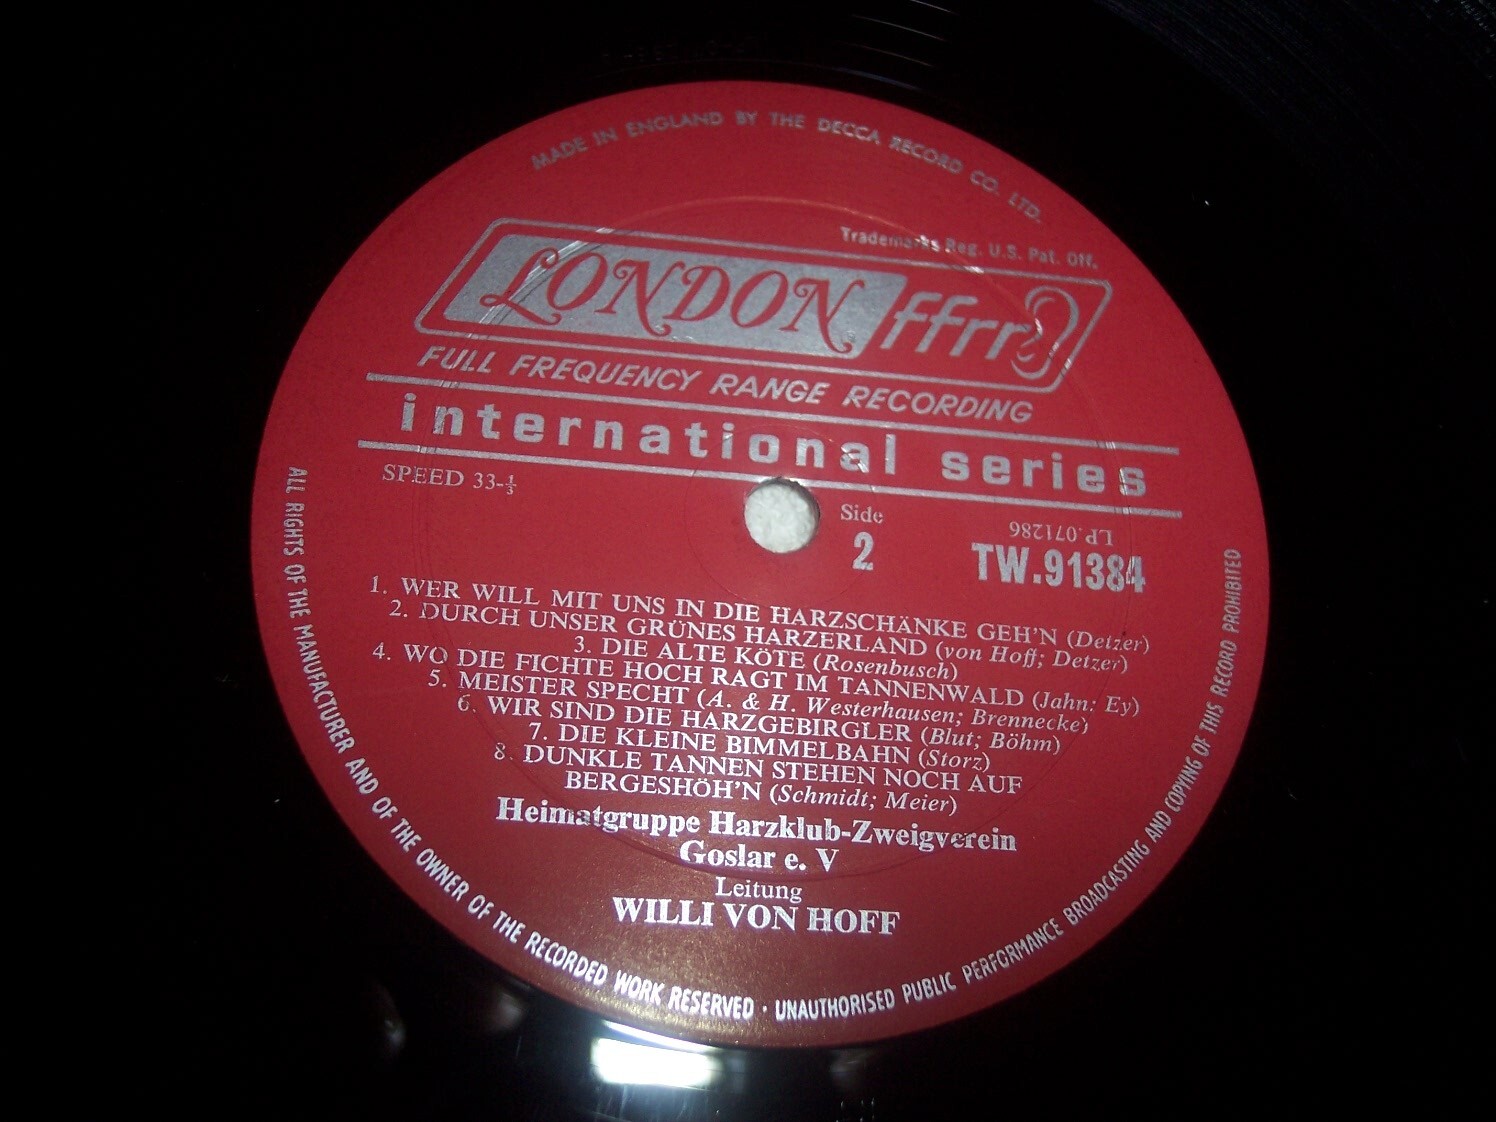 MADE IN ENGLAND BY THE DECCA RECORD CO. LTD.
Trademarks Reg. U.S. Pat. Off.
LONDON ffrr
FULL FREQUENCY RANGE RECORDING
international series
SPEED 33-⅓
Side
2
LP.071286
TW.91384
1. WER WILL MIT UNS IN DIE HARZSCHÄNKE GEH'N (Detzer)
2. DURCH UNSER GRÜNES HARZERLAND (von Hoff; Detzer)
3. DIE ALTE KÖTE (Rosenbusch)
4. WO DIE FICHTE HOCH RAGT IM TANNENWALD (Jahn; Ey)
5. MEISTER SPECHT (A. & H. Westerhausen; Brennecke)
6. WIR SIND DIE HARZGEBIRGLER (Blut; Böhm)
7. DIE KLEINE BIMMELBAHN (Storz)
8. DUNKLE TANNEN STEHEN NOCH AUF
BERGESHÖH'N (Schmidt; Meier)
Heimatgruppe Harzklub-Zweigverein
Goslar e. V
Leitung
WILLI VON HOFF
ALL RIGHTS OF THE MANUFACTURER AND OF THE OWNER OF THE RECORDED WORK RESERVED · UNAUTHORISED PUBLIC PERFORMANCE BROADCASTING AND COPYING OF THIS RECORD PROHIBITED